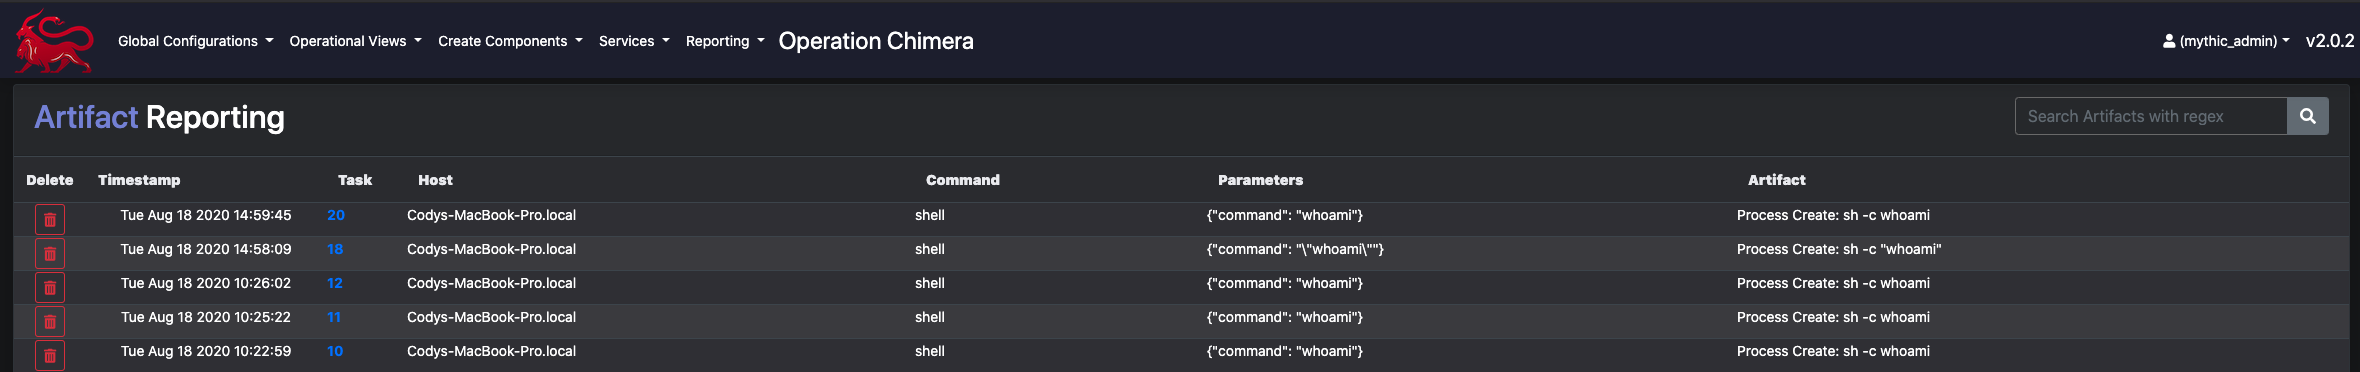 Global Configurations Operational Views Create Components Services Reporting Operation Chimera (mythic_admin) v2.0.2
Artifact Reporting Search Artifacts with regex
Delete Timestamp Task Host Command Parameters Artifact
Tue Aug 18 2020 14:59:45 20 Codys-MacBook-Pro.local shell {"command": "whoami"} Process Create: sh -c whoami
Tue Aug 18 2020 14:58:09 18 Codys-MacBook-Pro.local shell {"command": "\"whoami\""} Process Create: sh -c "whoami"
Tue Aug 18 2020 10:26:02 12 Codys-MacBook-Pro.local shell {"command": "whoami"} Process Create: sh -c whoami
Tue Aug 18 2020 10:25:22 11 Codys-MacBook-Pro.local shell {"command": "whoami"} Process Create: sh -c whoami
Tue Aug 18 2020 10:22:59 10 Codys-MacBook-Pro.local shell {"command": "whoami"} Process Create: sh -c whoami